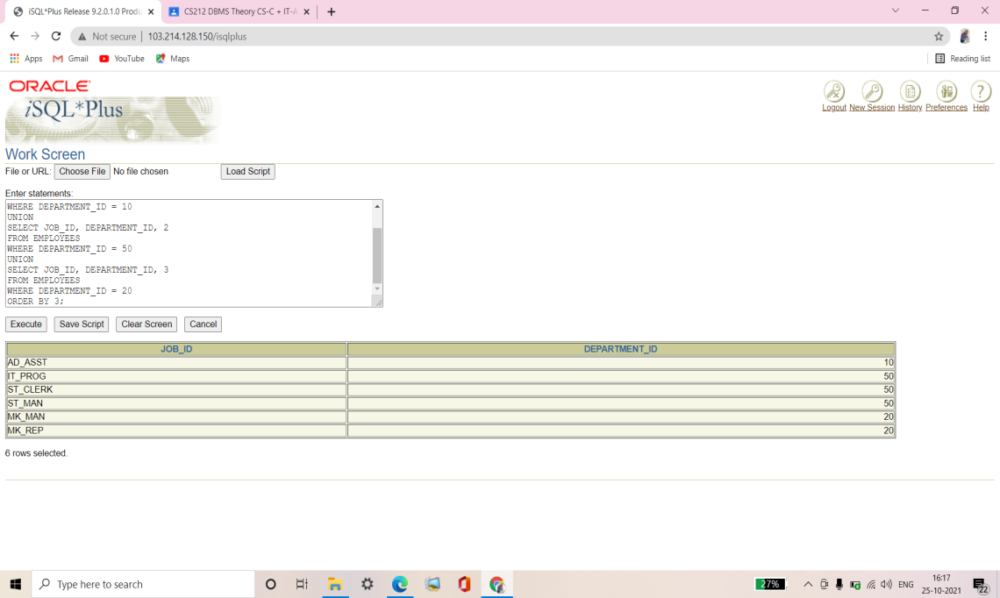 iSQL*Plus Release 9.2.0.1.0 Produ
CS212 DBMS Theory CS-C + IT-A
Not secure | 103.214.128.150/isqlplus
Apps Gmail YouTube Maps Reading list
ORACLE
iSQL*Plus
Logout New Session History Preferences Help
Work Screen
File or URL: Choose File No file chosen Load Script
Enter statements:
WHERE DEPARTMENT_ID = 10
UNION
SELECT JOB_ID, DEPARTMENT_ID, 2
FROM EMPLOYEES
WHERE DEPARTMENT_ID = 50
UNION
SELECT JOB_ID, DEPARTMENT_ID, 3
FROM EMPLOYEES
WHERE DEPARTMENT_ID = 20
ORDER BY 3;
Execute Save Script Clear Screen Cancel
JOB_ID DEPARTMENT_ID
AD_ASST 10
IT_PROG 50
ST_CLERK 50
ST_MAN 50
MK_MAN 20
MK_REP 20
6 rows selected.
Type here to search
27%
ENG
16:17
25-10-2021
22